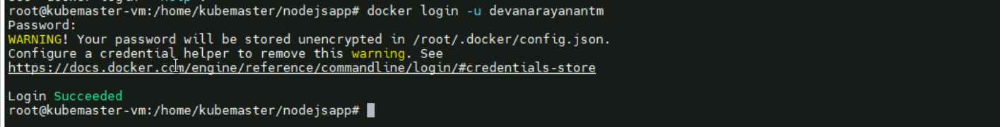 root@kubemaster-vm:/home/kubemaster/nodejsapp# docker login -u devanarayanantm
Password:
WARNING! Your password will be stored unencrypted in /root/.docker/config.json.
Configure a credential helper to remove this warning. See
https://docs.docker.com/engine/reference/commandline/login/#credentials-store
Login Succeeded
root@kubemaster-vm:/home/kubemaster/nodejsapp#